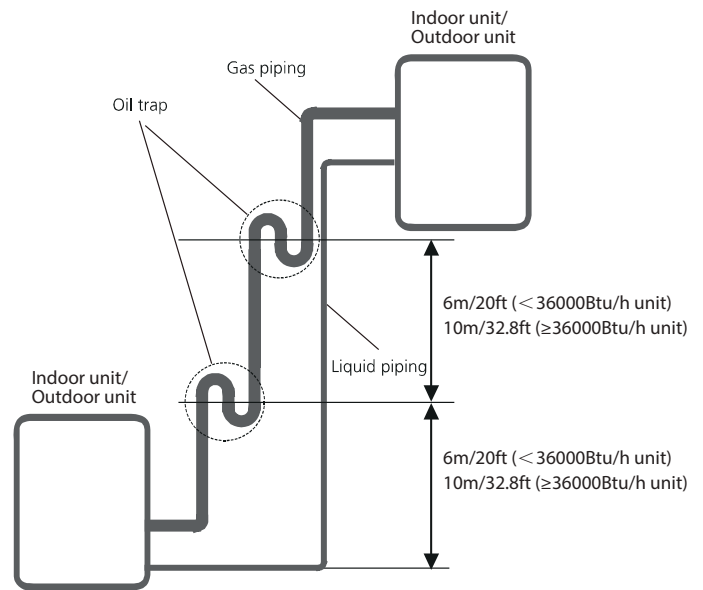 Indoor unit/
Outdoor unit
Gas piping
Oil trap
6m/20ft (<36000Btu/h unit)
10m/32.8ft (≥36000Btu/h unit)
Liquid piping
Indoor unit/
Outdoor unit
6m/20ft (<36000Btu/h unit)
10m/32.8ft (≥36000Btu/h unit)